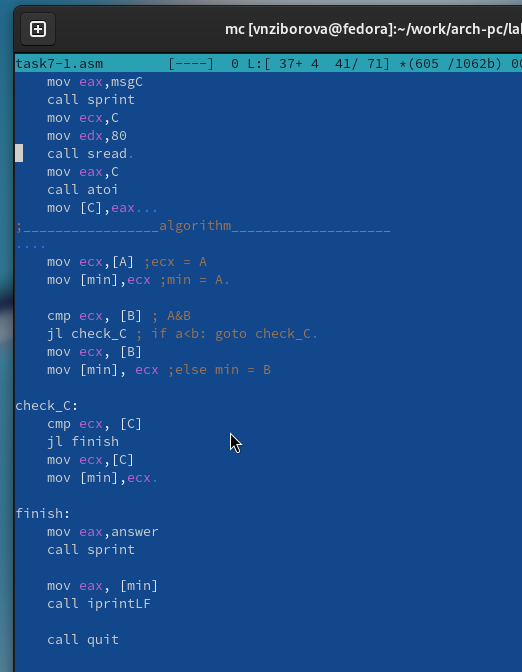 mc [vnziborova@fedora]:~/work/arch-pc/lab
task7-1.asm [----] 0 L:[ 37+ 4 41/ 71] *(605 /1062b) 00
mov eax,msgC
call sprint
mov ecx,C
mov edx,80
call sread.
mov eax,C
call atoi
mov [C],eax...
;_________________algorithm____________________
....
mov ecx,[A] ;ecx = A
mov [min],ecx ;min = A.
cmp ecx, [B] ; A&B
jl check_C ; if a<b: goto check_C.
mov ecx, [B]
mov [min], ecx ;else min = B
check_C:
cmp ecx, [C]
jl finish
mov ecx,[C]
mov [min],ecx.
finish:
mov eax,answer
call sprint
mov eax, [min]
call iprintLF
call quit